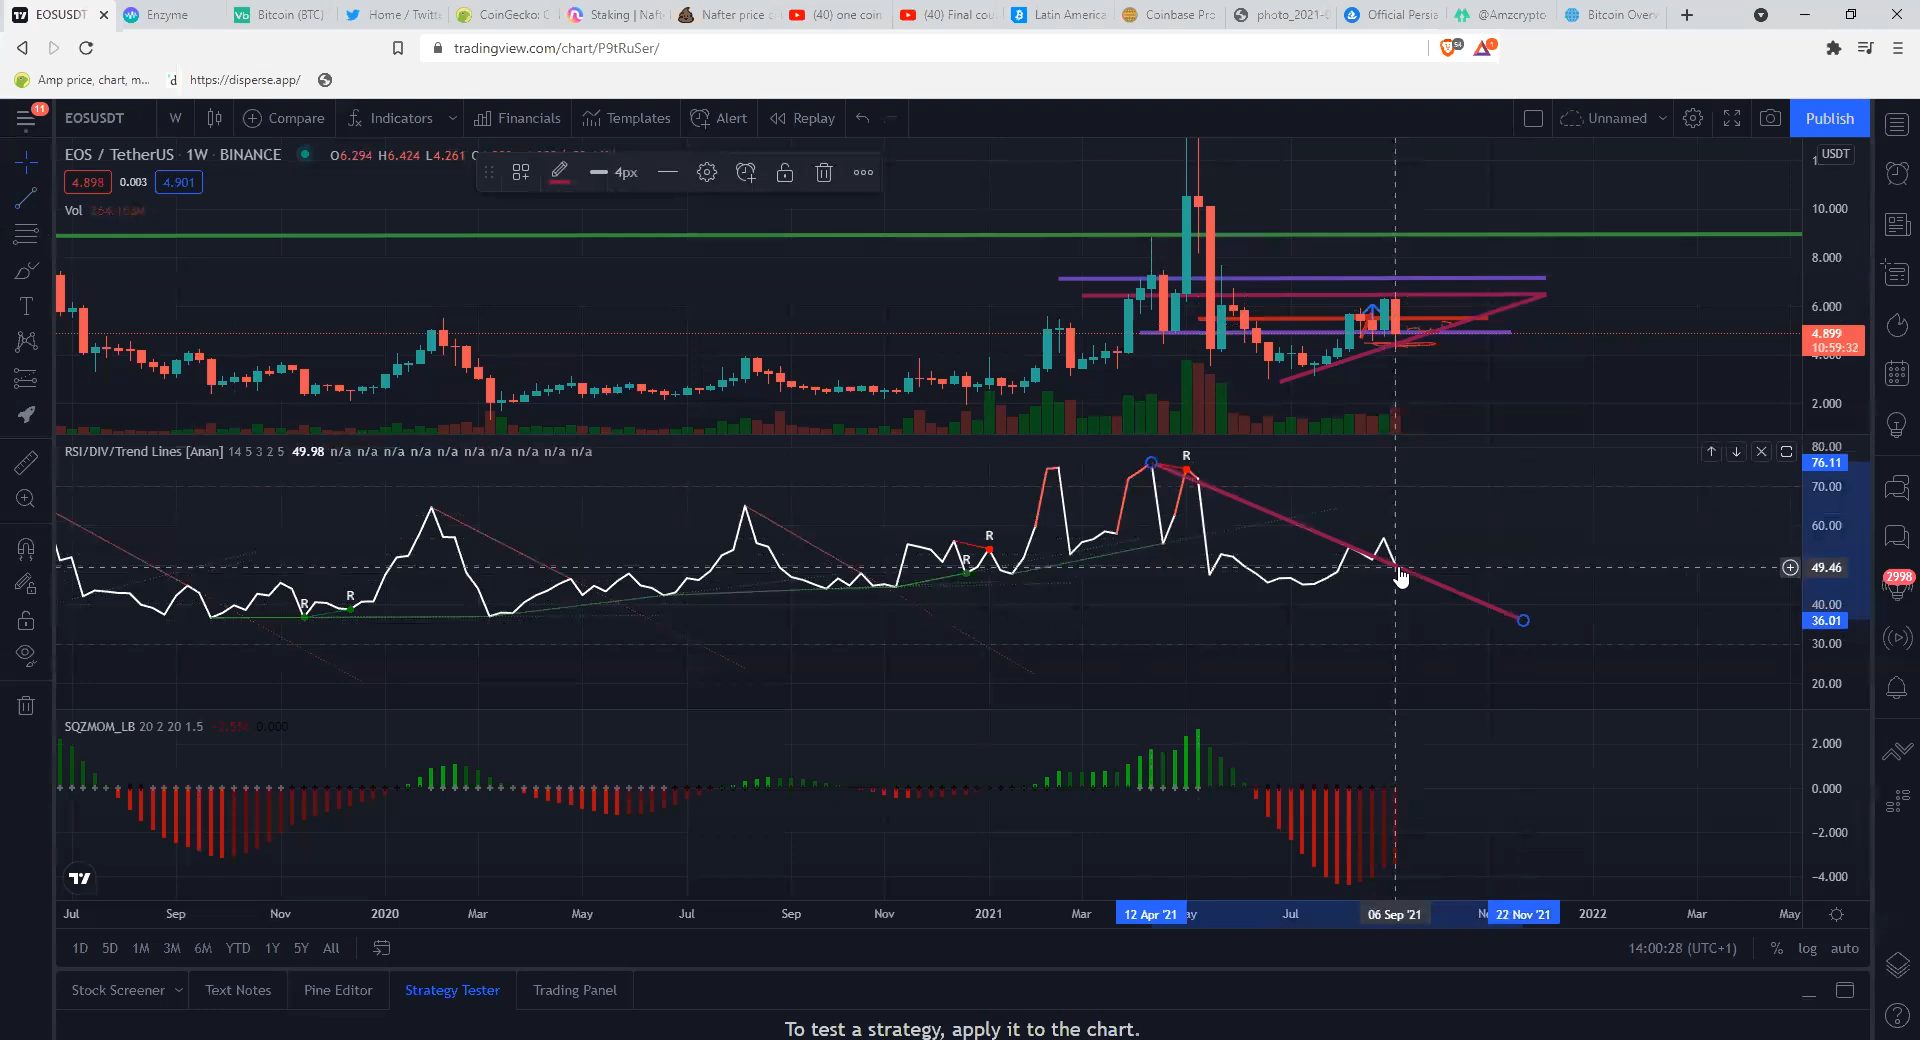 EOSUSDT
Enzyme
Bitcoin (BTC)
Home / Twitte
CoinGecko: C
Staking | Naft
Nafter price
(40) one coin
(40) Final cou
Latin America
Coinbase Pro
photo_2021-0
Official Persia
@Amzcrypto
Bitcoin Overv
tradingview.com/chart/P9tRuSer/
Amp price, chart, m...
https://disperse.app/
11
EOSUSDT
W
Compare
Indicators
Financials
Templates
Alert
Replay
Unnamed
Publish
EOS / TetherUS · 1W · BINANCE
O6.294 H6.424 L4.261
4px
USDT
4.898
0.003
4.901
Vol
10.000
8.000
6.000
4.899
10:59:32
2.000
RSI/DIV/Trend Lines [Anan] 14 5 3 2 5 49.98 n/a n/a n/a n/a n/a n/a n/a n/a n/a n/a
80.00
76.11
R
70.00
60.00
R
R
49.46
2998
R
R
40.00
36.01
30.00
20.00
SQZMOM_LB 20 2 20 1.5 0.000
2.000
0.000
−2.000
−4.000
Jul
Sep
Nov
2020
Mar
May
Jul
Sep
Nov
2021
Mar
12 Apr '21
Jul
06 Sep '21
22 Nov '21
2022
Mar
May
1D
5D
1M
3M
6M
YTD
1Y
5Y
All
14:00:28 (UTC+1)
%
log
auto
Stock Screener
Text Notes
Pine Editor
Strategy Tester
Trading Panel
To test a strategy, apply it to the chart.